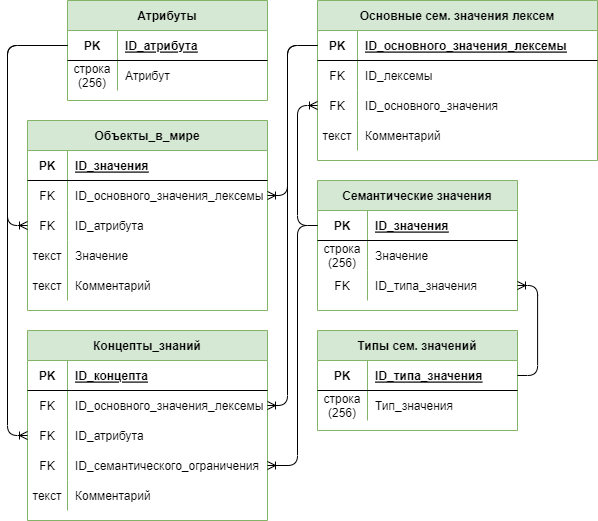 Атрибуты
PK ID_атрибута
строка
(256) Атрибут
Основные сем. значения лексем
PK ID_основного_значения_лексемы
FK ID_лексемы
FK ID_основного_значения
текст Комментарий
Объекты_в_мире
PK ID_значения
FK ID_основного_значения_лексемы
FK ID_атрибута
текст Значение
текст Комментарий
Семантические значения
PK ID_значения
строка
(256) Значение
FK ID_типа_значения
Концепты_знаний
PK ID_концепта
FK ID_основного_значения_лексемы
FK ID_атрибута
FK ID_семантического_ограничения
текст Комментарий
Типы сем. значений
PK ID_типа_значения
строка
(256) Тип_значения